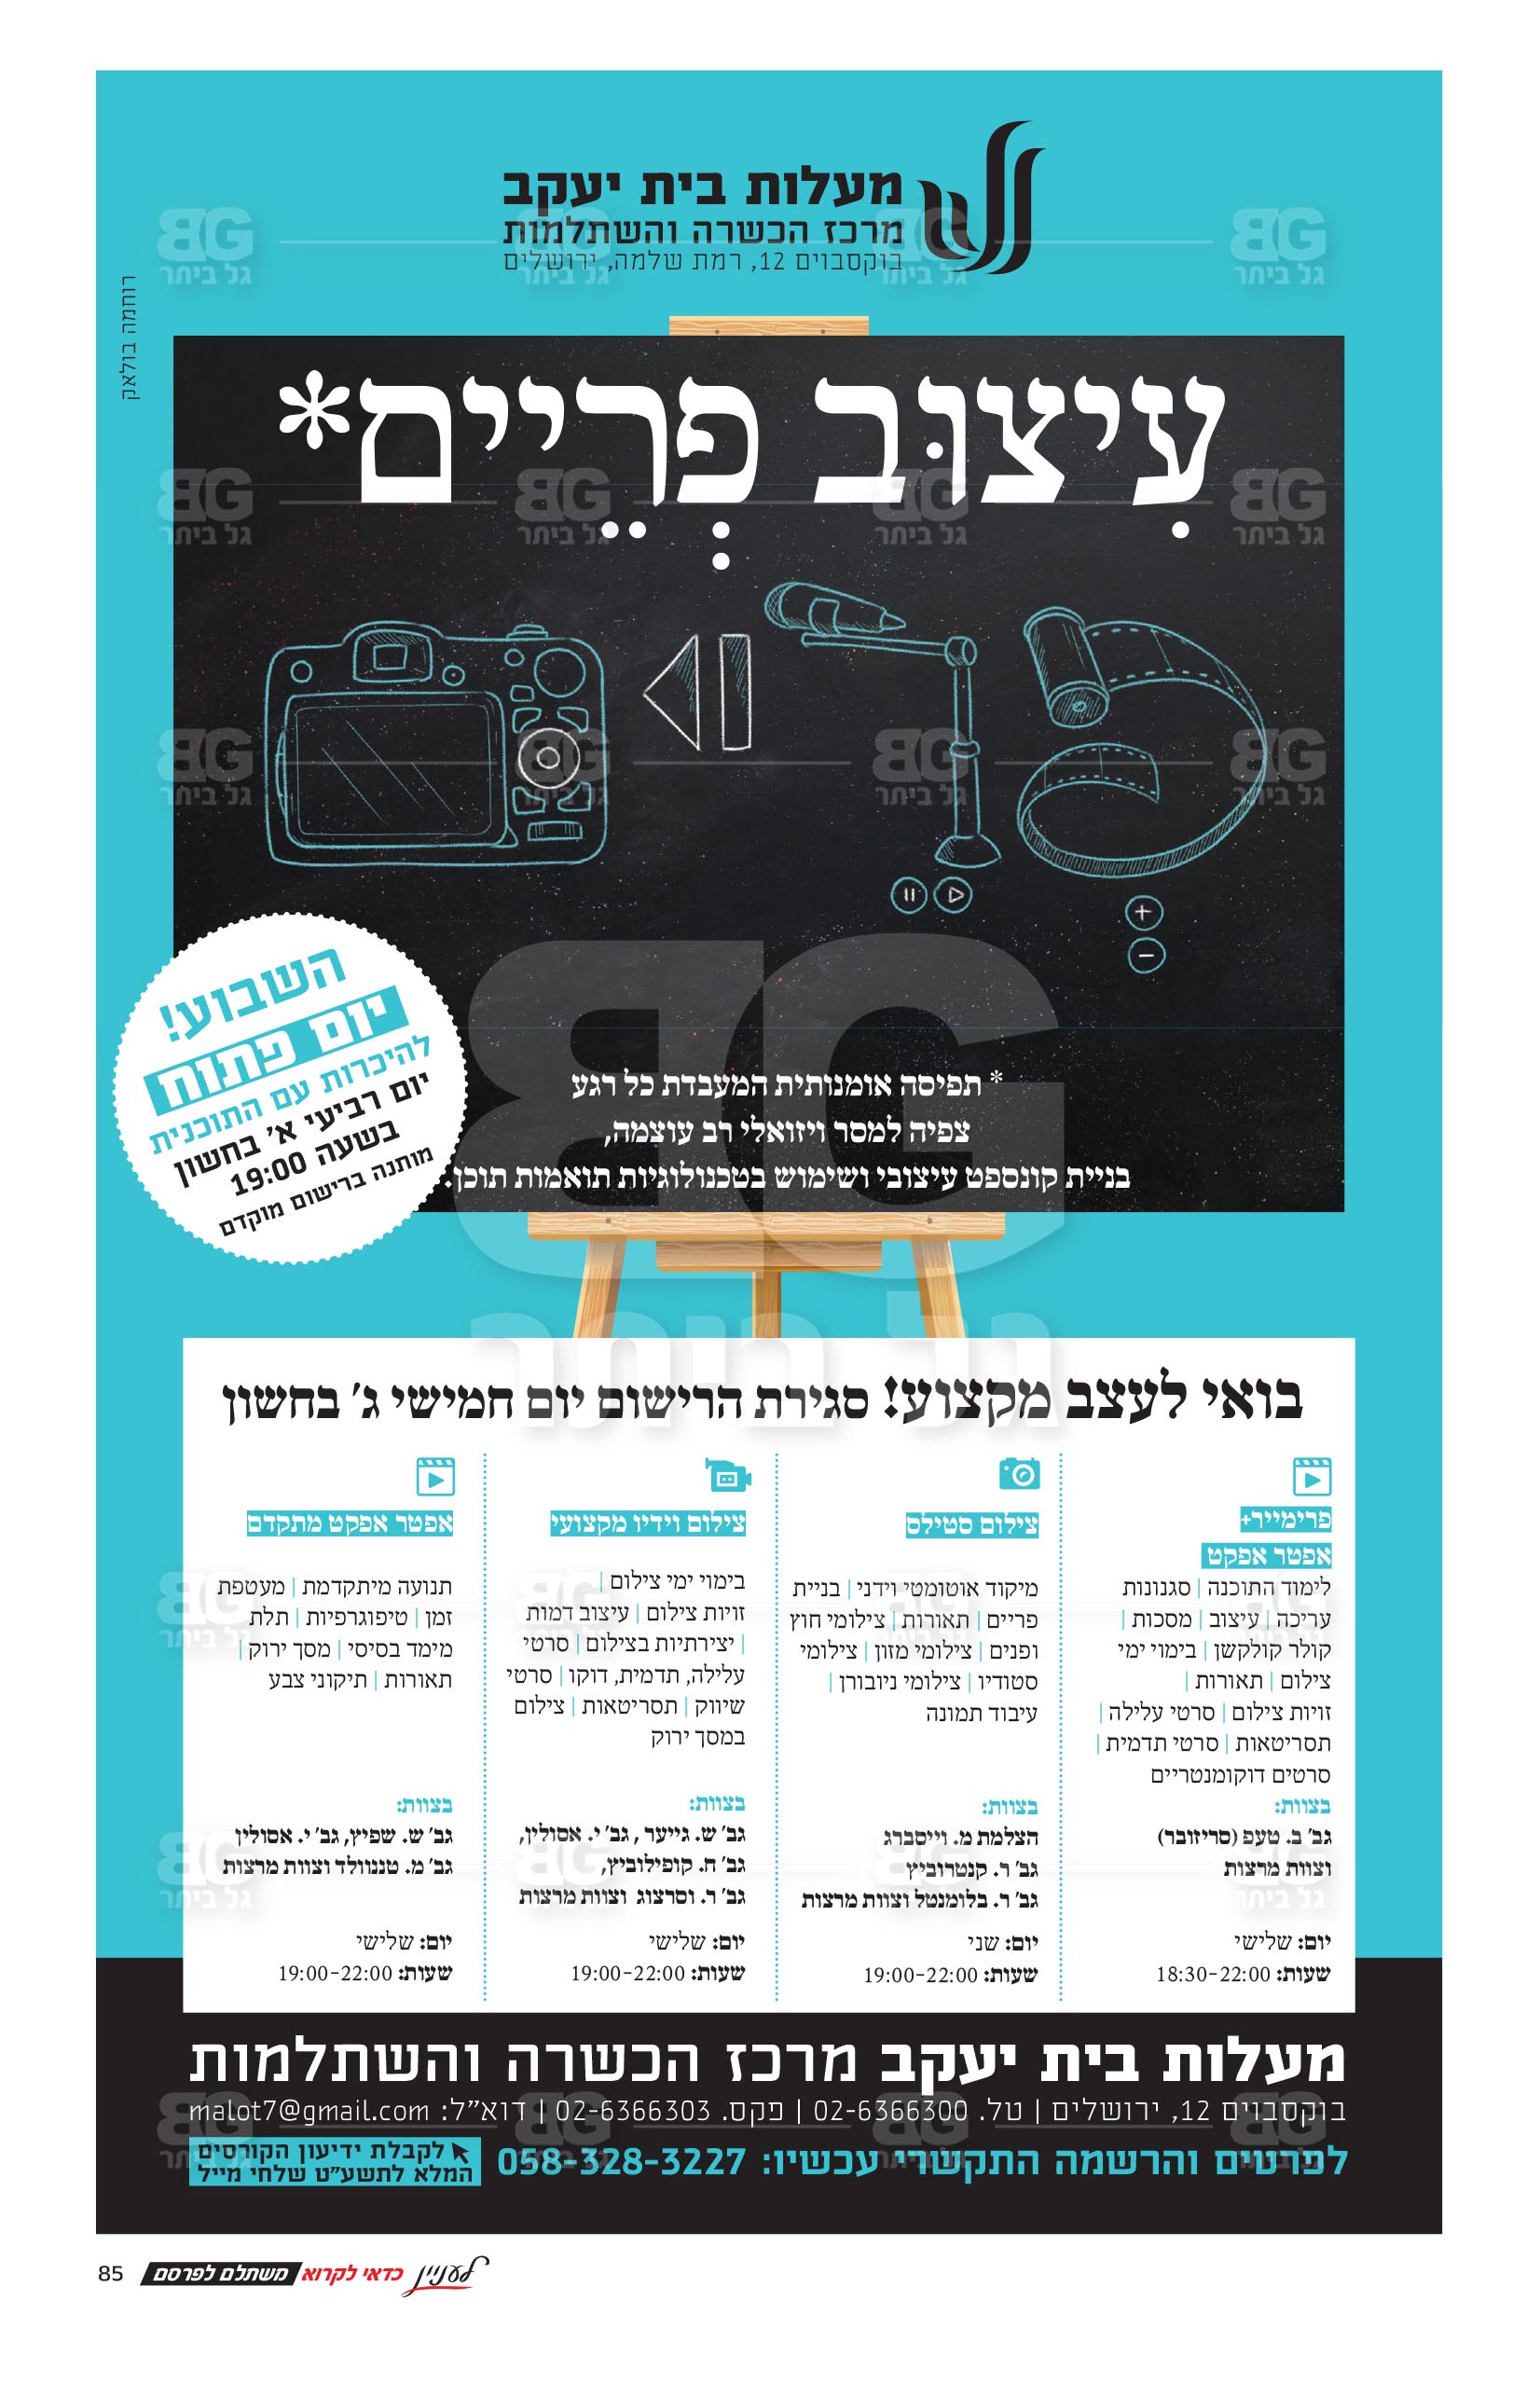 מעלות בית יעקב
מרכז הכשרה והשתלמות
בוקסבוים 12, רמת שלמה, ירושלים
רוחמה בולאק
עִיצוּב פְרֵיים*
* תפיסה אומנותית המעבדת כל רגע
צפיה למסר ויזואלי רב עוצמה,
בניית קונספט עיצובי ושימוש בטכנולוגיות תואמות תוכן.
השבוע!
יום פתוח
להיכרות עם התוכנית
יום רביעי א' בחשון
בשעה 19:00
מותנה ברישום מוקדם
בואי לעצב מקצוע! סגירת הרישום יום חמישי ג' בחשון
פרימייר+
אפטר אפקט
לימוד התוכנה | סגנונות
עריכה | עיצוב | מסכות |
קולר קולקשן | בימוי ימי
צילום | תאורות |
זויות צילום | סרטי עלילה |
תסריטאות | סרטי תדמית |
סרטים דוקומנטריים
בצוות:
גב' ב. טעפ (סריזובר)
וצוות מרצות
יום: שלישי
שעות: 18:30-22:00
צילום סטילס
מיקוד אוטומטי וידני | בניית
פריים | תאורות | צילומי חוץ
ופנים | צילומי מזון | צילומי
סטודיו | צילומי ניובורן |
עיבוד תמונה
בצוות:
הצלמת מ. וייסברג
גב' ר. קנטרוביץ
גב' ר. בלומנטל וצוות מרצות
יום: שני
שעות: 19:00-22:00
צילום וידיו מקצועי
בימוי ימי צילום |
זויות צילום | עיצוב דמות
| יצירתיות בצילום | סרטי
עלילה, תדמית, דוקו | סרטי
שיווק | תסריטאות | צילום
במסך ירוק
בצוות:
גב' ש. גייער , גב' י. אסולין,
גב' ח. קופילוביץ,
גב' ר. וסרצוג וצוות מרצות
יום: שלישי
שעות: 19:00-22:00
אפטר אפקט מתקדם
תנועה מיתקדמת | מעטפת
זמן | טיפוגרפיות | תלת
מימד בסיסי | מסך ירוק |
תאורות | תיקוני צבע
בצוות:
גב' ש. שפיץ, גב' י. אסולין
גב' מ. טננוולד וצוות מרצות
יום: שלישי
שעות: 19:00-22:00
מעלות בית יעקב מרכז הכשרה והשתלמות
בוקסבוים 12, ירושלים | טל. 02-6366300 | פקס. 02-6366303 | דוא"ל: malot7@gmail.com
לפרטים והרשמה התקשרי עכשיו: 058-328-3227
לקבלת ידיעון הקורסים
המלא לתשע"ט שלחי מייל
לעניין כדאי לקרוא משתלם לפרסם 85
BG
גל ביתר